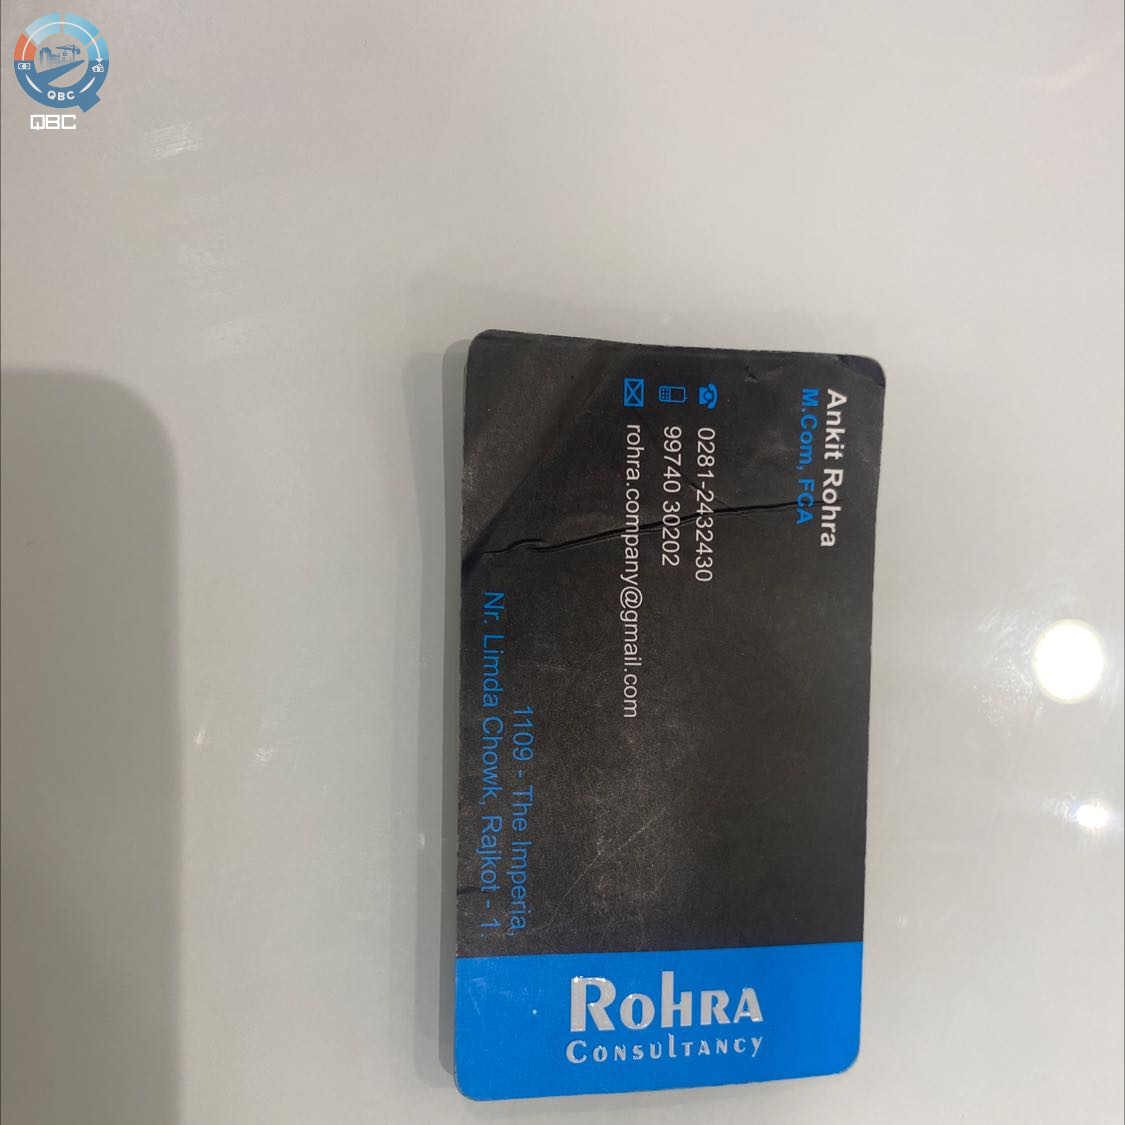 QBC
QBC
Ankit Rohra
M.Com, FCA
0281-2432430
99740 30202
rohra.company@gmail.com
1109 - The Imperia,
Nr. Limda Chowk, Rajkot - 1.
ROHRA
CONSULTANCY